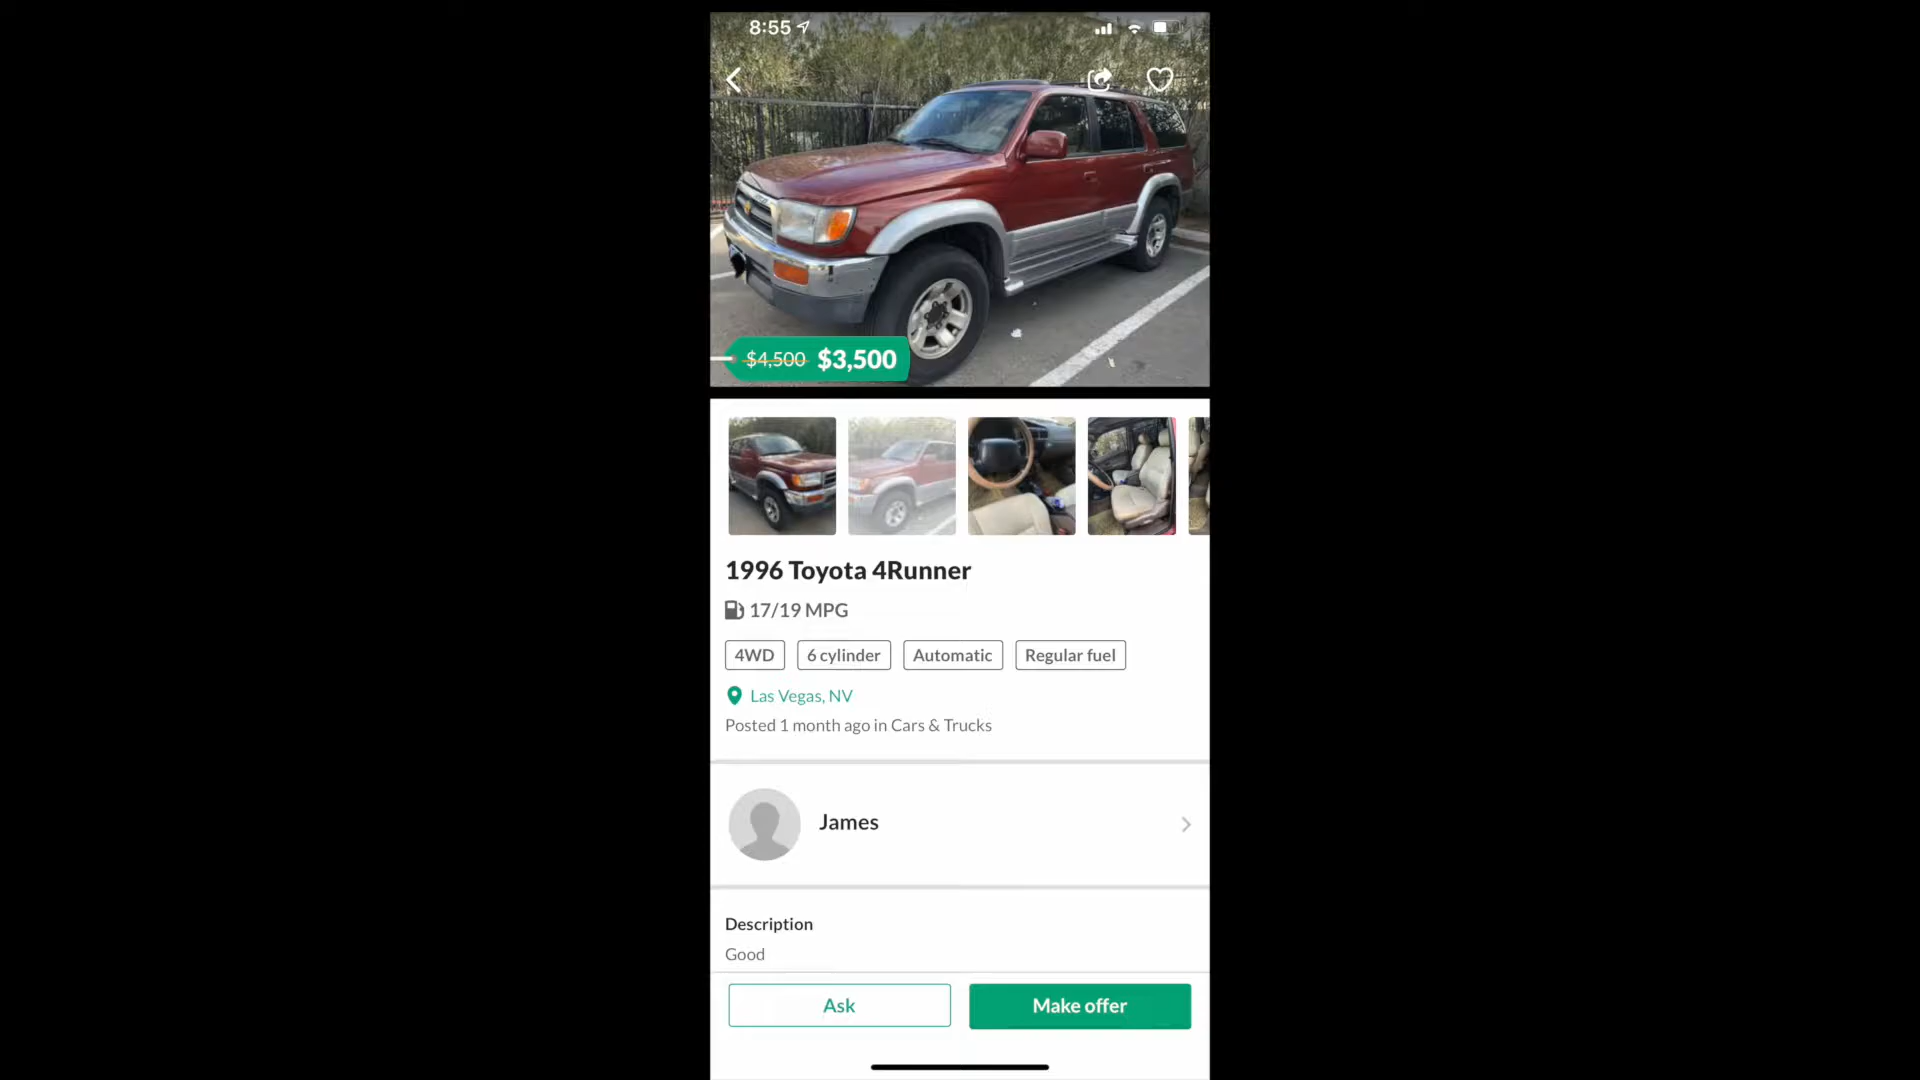 8:55
$4,500 $3,500
1996 Toyota 4Runner
17/19 MPG
4WD 6 cylinder Automatic Regular fuel
Las Vegas, NV
Posted 1 month ago in Cars & Trucks
James
Description
Good
Ask Make offer